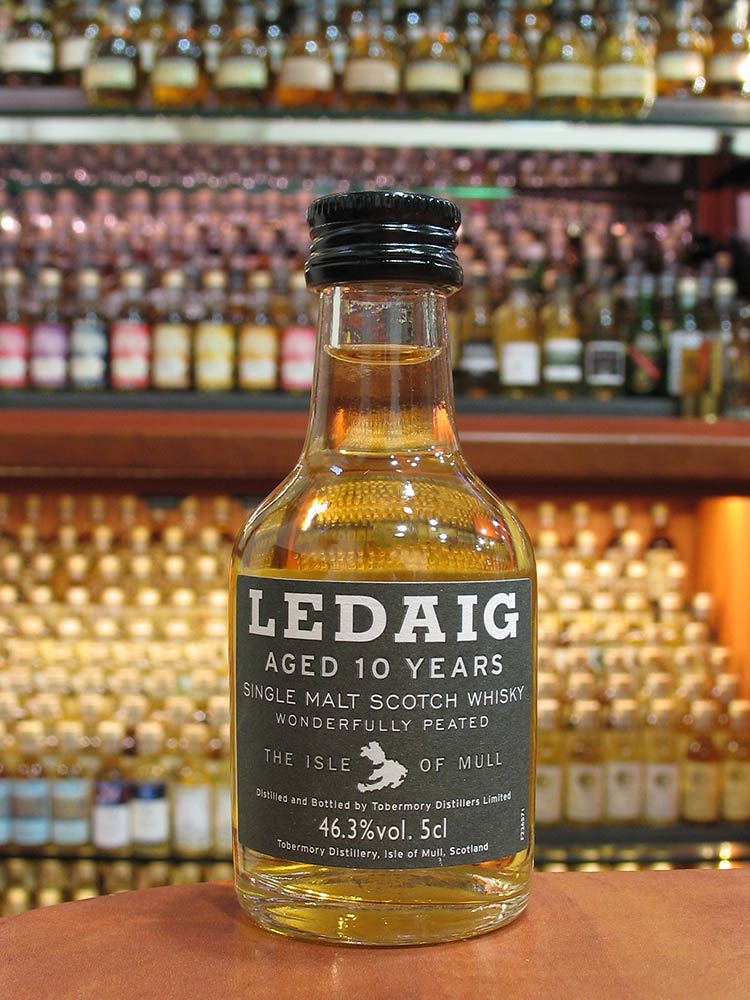 LEDAIG
AGED 10 YEARS
SINGLE MALT SCOTCH WHISKY
WONDERFULLY PEATED
THE ISLE OF MULL
Distilled and Bottled by Tobermory Distillers Limited
46.3%vol. 5cl
Tobermory Distillery, Isle of Mull, Scotland